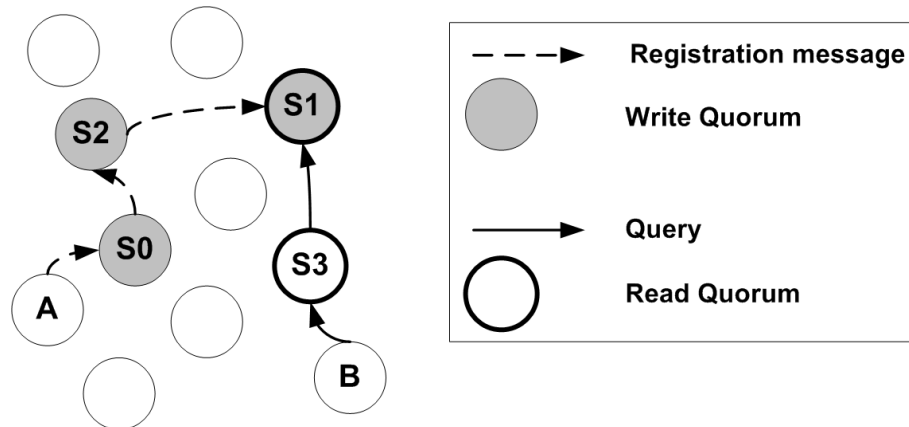 S1
S2
S0
S3
A
B
Registration message
Write Quorum
Query
Read Quorum